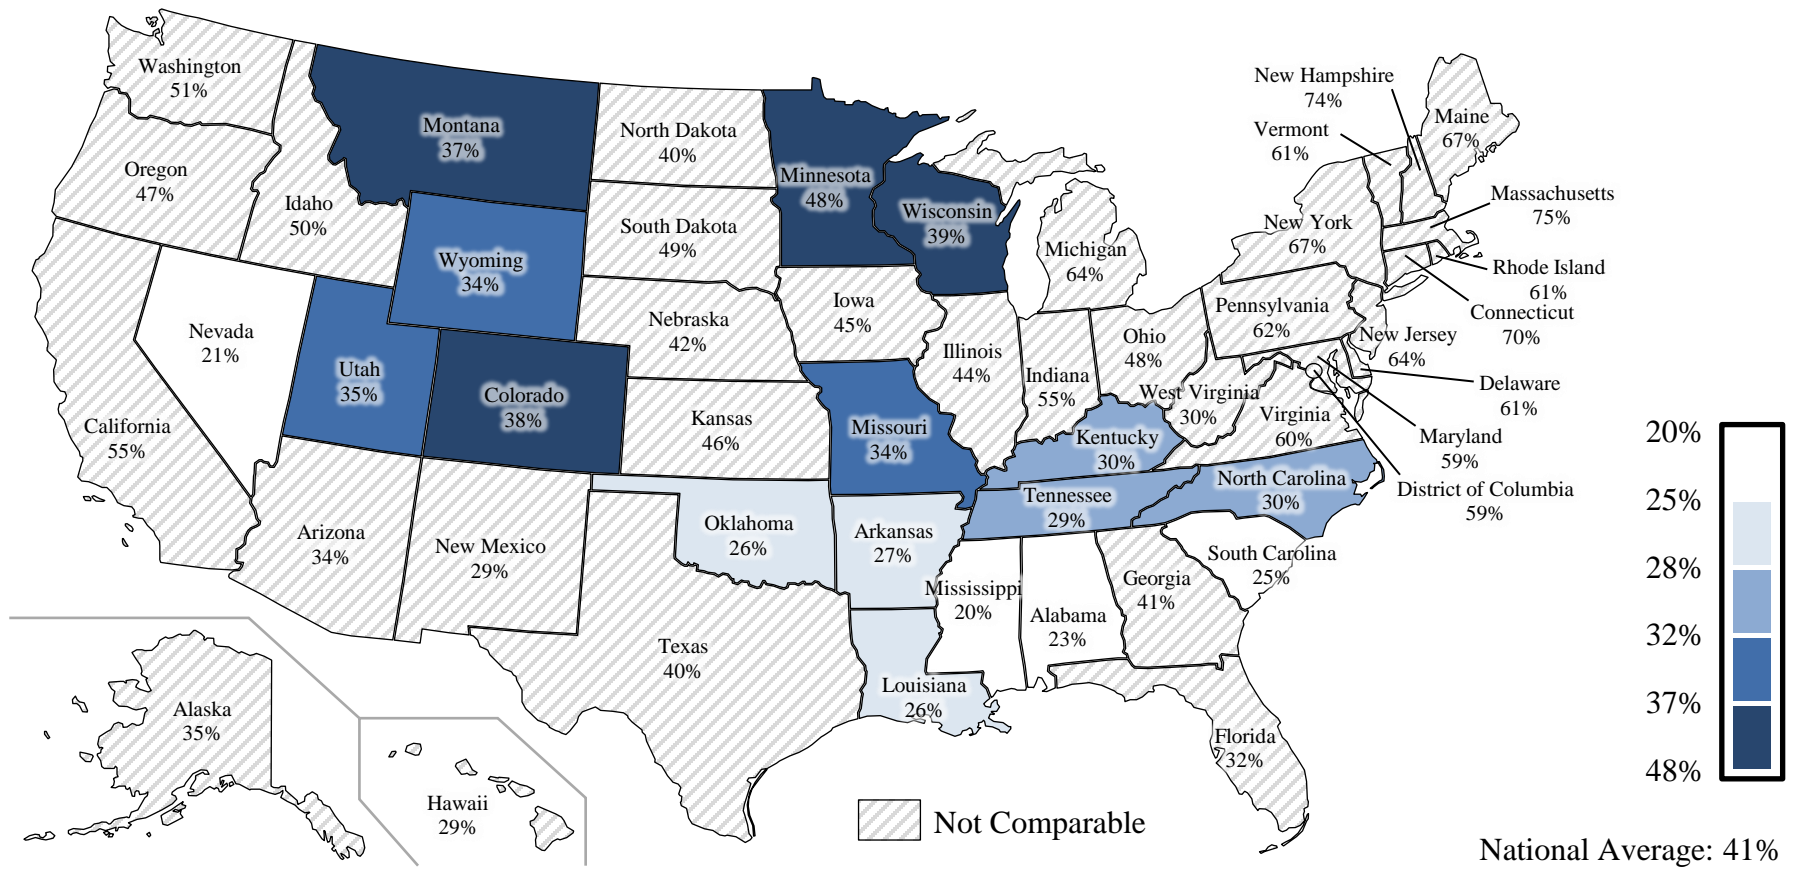 Washington
51%
Oregon
47%
Idaho
50%
Montana
37%
North Dakota
40%
Minnesota
48%
South Dakota
49%
Wisconsin
39%
Wyoming
34%
Michigan
64%
New York
67%
New Hampshire
74%
Vermont
61%
Maine
67%
Massachusetts
75%
Rhode Island
61%
Connecticut
70%
New Jersey
64%
Delaware
61%
Maryland
59%
District of Columbia
59%
Pennsylvania
62%
Nevada
21%
Utah
35%
Colorado
38%
Nebraska
42%
Iowa
45%
Illinois
44%
Indiana
55%
Ohio
48%
West Virginia
30%
Virginia
60%
California
55%
Kansas
46%
Missouri
34%
Kentucky
30%
Arizona
34%
New Mexico
29%
Oklahoma
26%
Arkansas
27%
Tennessee
29%
North Carolina
30%
South Carolina
25%
Mississippi
20%
Alabama
23%
Georgia
41%
Texas
40%
Louisiana
26%
Florida
32%
Alaska
35%
Hawaii
29%
20%
25%
28%
32%
37%
48%
Not Comparable
National Average: 41%